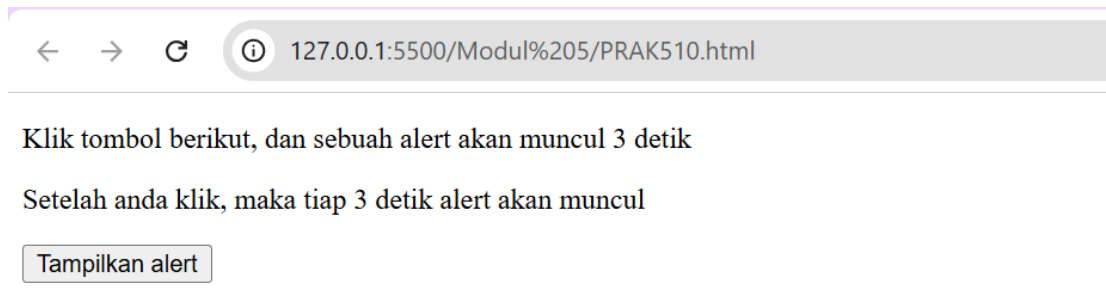 127.0.0.1:5500/Modul%205/PRAK510.html
Klik tombol berikut, dan sebuah alert akan muncul 3 detik
Setelah anda klik, maka tiap 3 detik alert akan muncul
Tampilkan alert